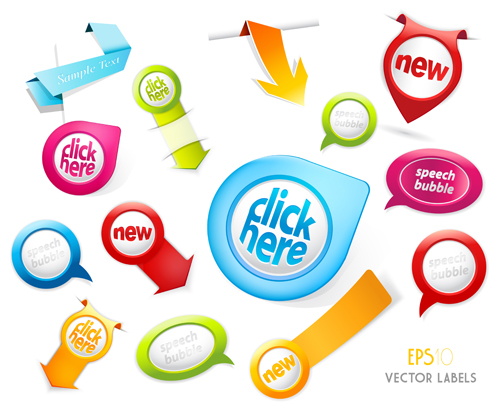 Sample Text
click
here
new
speech
bubble
click
here
speech
bubble
click
here
speech
bubble
new
speech
bubble
click
here
speech
bubble
new
EPS10
VECTOR LABELS